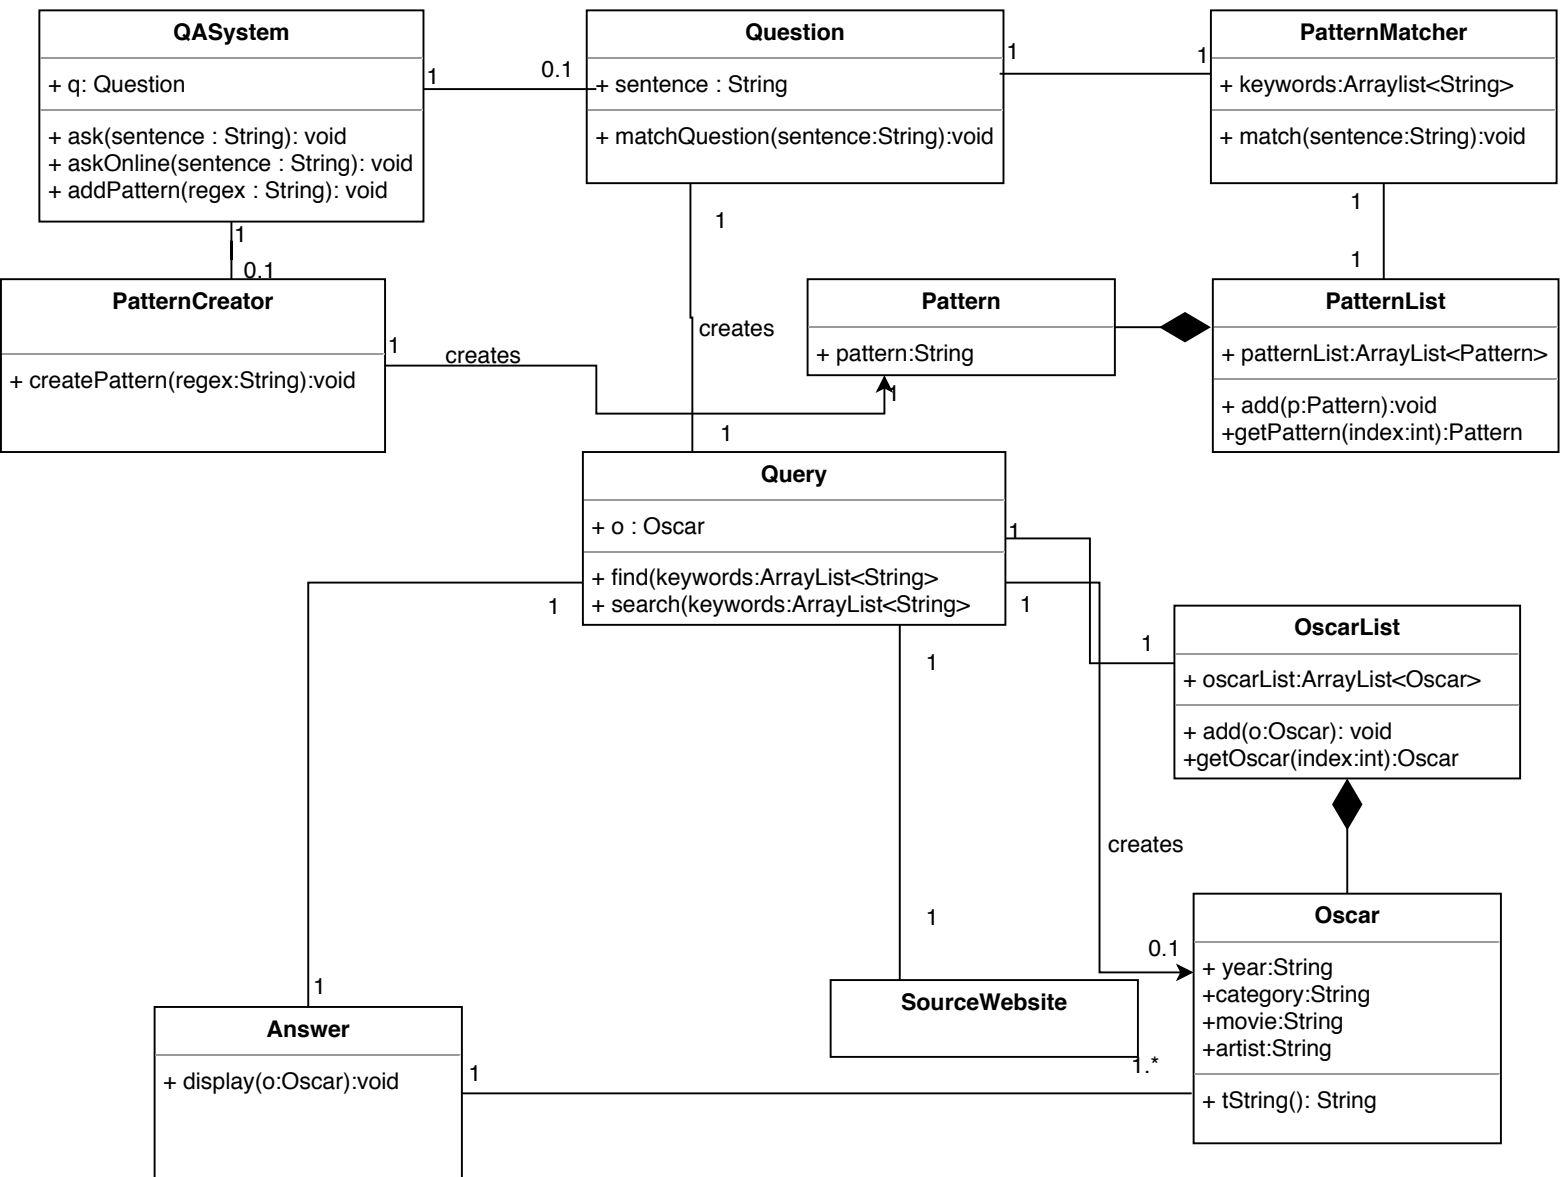 QASystem
+ q: Question
+ ask(sentence : String): void
+ askOnline(sentence : String): void
+ addPattern(regex : String): void
1
0.1
Question
+ sentence : String
+ matchQuestion(sentence:String):void
1
1
PatternMatcher
+ keywords:Arraylist<String>
+ match(sentence:String):void
1
0.1
1
creates
1
1
1
PatternCreator
+ createPattern(regex:String):void
1
creates
1
Pattern
+ pattern:String
PatternList
+ patternList:ArrayList<Pattern>
+ add(p:Pattern):void
+getPattern(index:int):Pattern
Query
+ o : Oscar
+ find(keywords:ArrayList<String>
+ search(keywords:ArrayList<String>
1
1
1
1
1
OscarList
+ oscarList:ArrayList<Oscar>
+ add(o:Oscar): void
+getOscar(index:int):Oscar
creates
0.1
1
1
SourceWebsite
Oscar
+ year:String
+category:String
+movie:String
+artist:String
+ tString(): String
Answer
+ display(o:Oscar):void
1
1.*